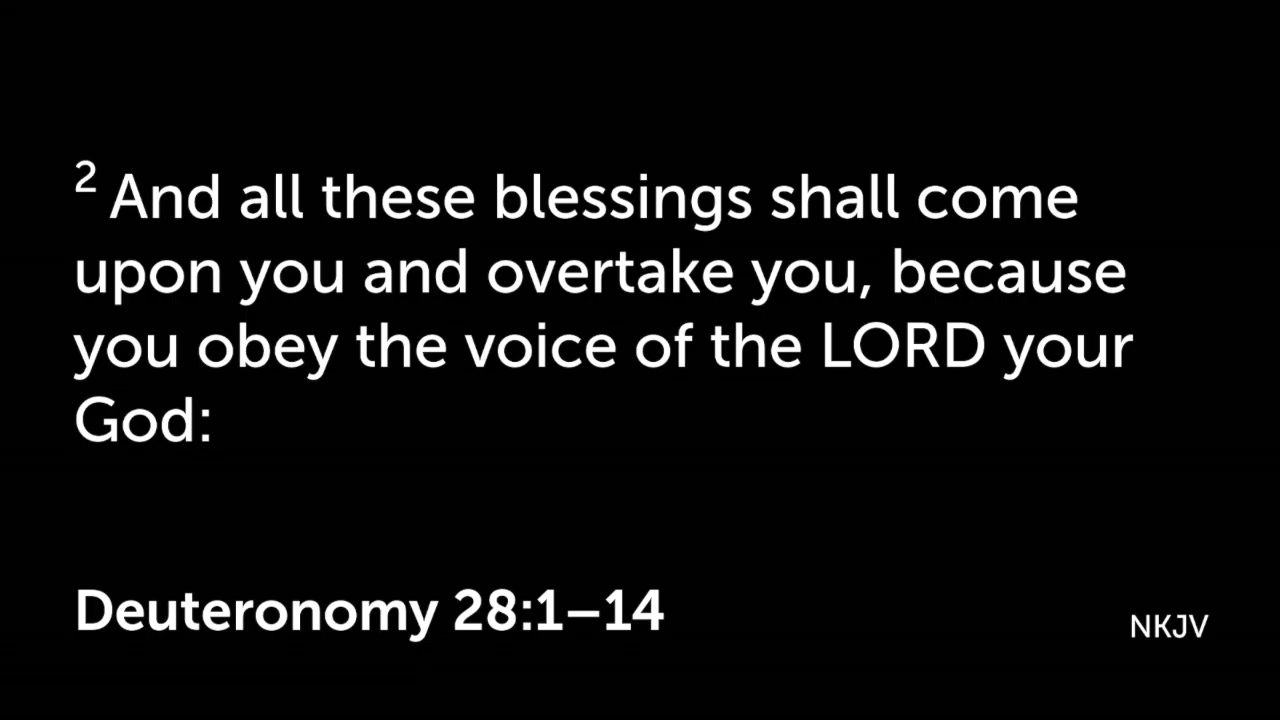 ² And all these blessings shall come
upon you and overtake you, because
you obey the voice of the LORD your
God:
Deuteronomy 28:1–14
NKJV